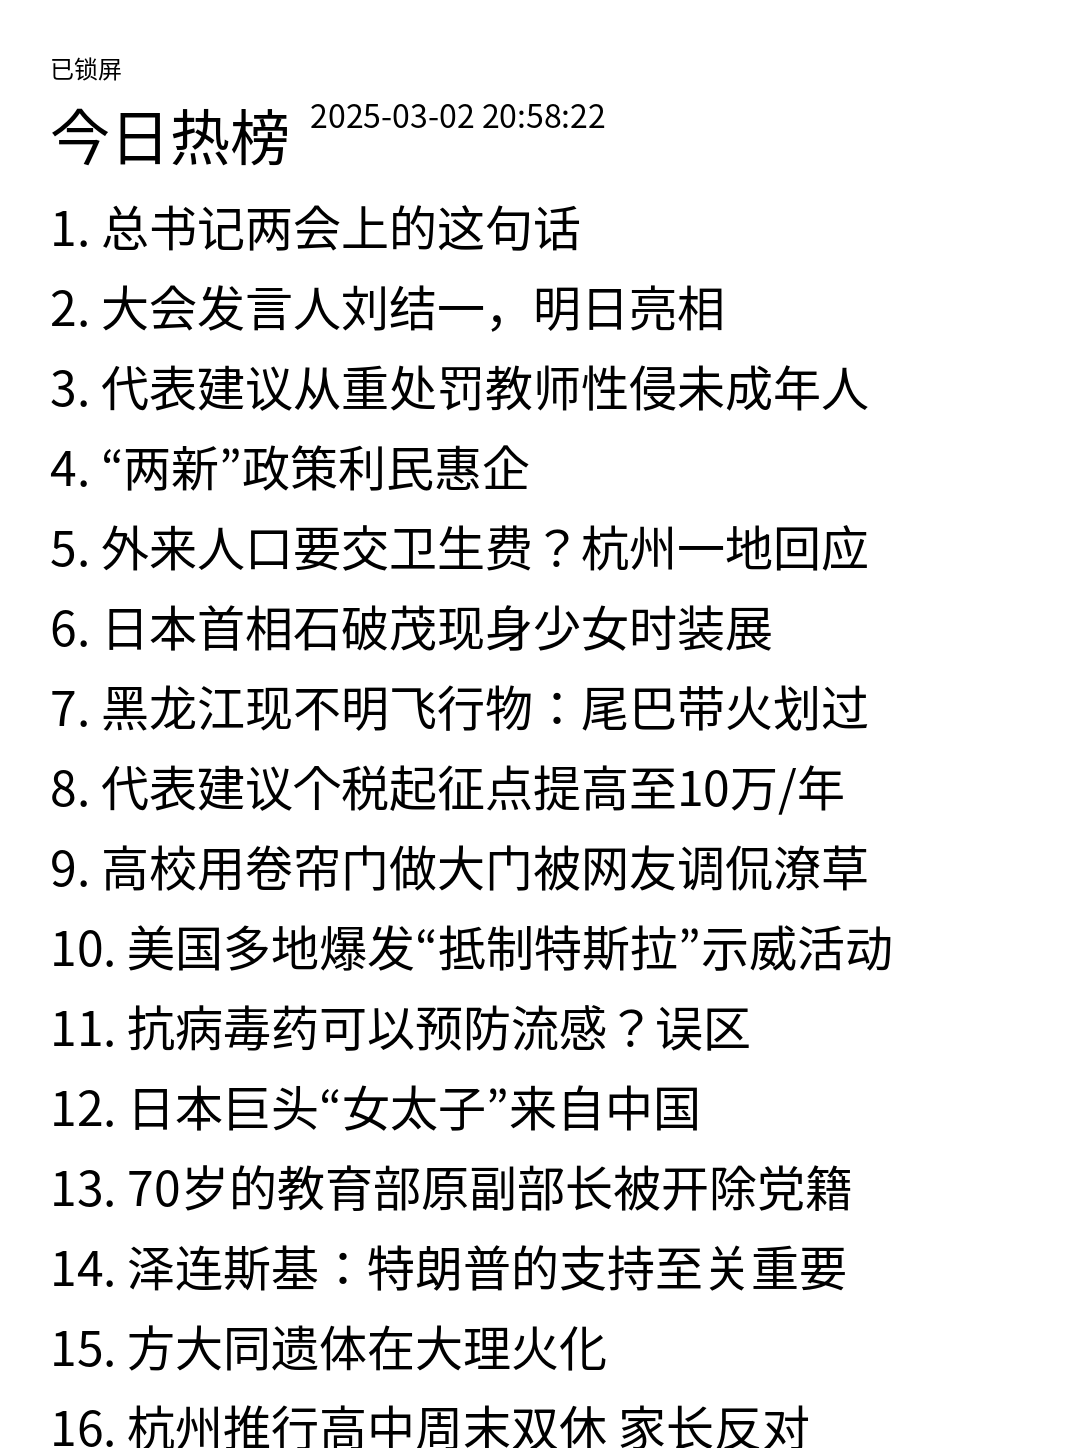 已锁屏
今日热榜 2025-03-02 20:58:22
1. 总书记两会上的这句话
2. 大会发言人刘结一，明日亮相
3. 代表建议从重处罚教师性侵未成年人
4. “两新”政策利民惠企
5. 外来人口要交卫生费？杭州一地回应
6. 日本首相石破茂现身少女时装展
7. 黑龙江现不明飞行物：尾巴带火划过
8. 代表建议个税起征点提高至10万/年
9. 高校用卷帘门做大门被网友调侃潦草
10. 美国多地爆发“抵制特斯拉”示威活动
11. 抗病毒药可以预防流感？误区
12. 日本巨头“女太子”来自中国
13. 70岁的教育部原副部长被开除党籍
14. 泽连斯基：特朗普的支持至关重要
15. 方大同遗体在大理火化
16. 杭州推行高中周末双休 家长反对